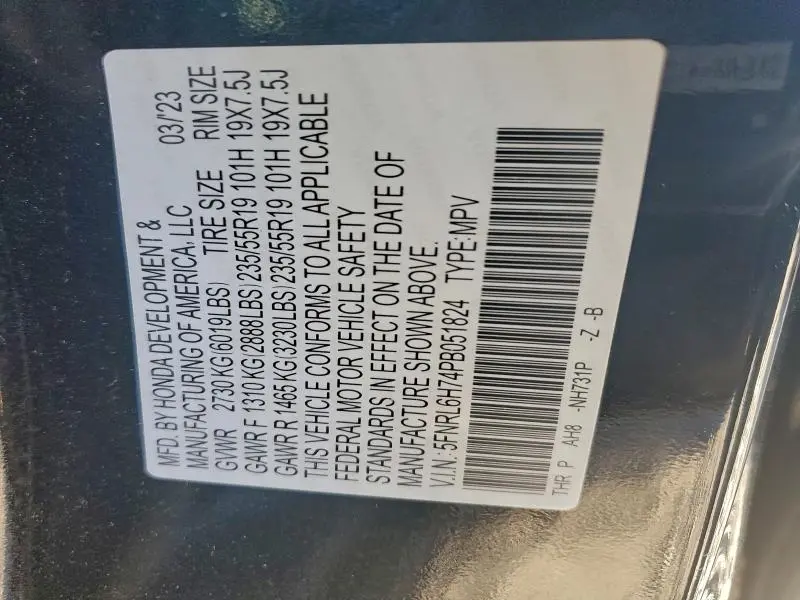 MFD. BY HONDA DEVELOPMENT & 03/'23
MANUFACTURING OF AMERICA, LLC
GVWR 2730 KG(6019LBS) TIRE SIZE RIM SIZE
GAWR F 1310 KG(2888LBS) 235/55R19 101H 19X7.5J
GAWR R 1465 KG(3230LBS) 235/55R19 101H 19X7.5J
THIS VEHICLE CONFORMS TO ALL APPLICABLE
FEDERAL MOTOR VEHICLE SAFETY
STANDARDS IN EFFECT ON THE DATE OF
MANUFACTURE SHOWN ABOVE.
V.I.N.:5FNRL6H74PB051824 TYPE:MPV
THR P AH8 -NH731P -Z -B